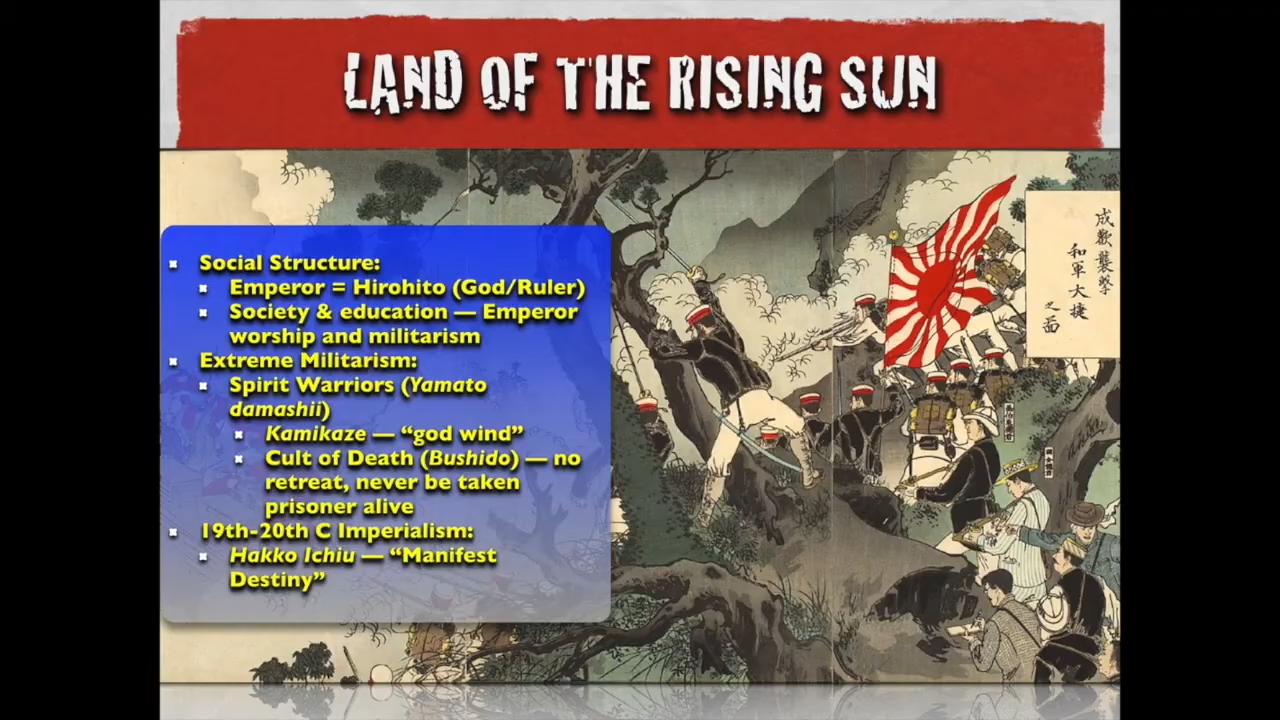 LAND OF THE RISING SUN
Social Structure:
Emperor = Hirohito (God/Ruler)
Society & education — Emperor
worship and militarism
Extreme Militarism:
Spirit Warriors (Yamato
damashii)
Kamikaze — “god wind”
Cult of Death (Bushido) — no
retreat, never be taken
prisoner alive
19th-20th C Imperialism:
Hakko Ichiu — “Manifest
Destiny”
成歡襲撃
和軍大捷
之圖